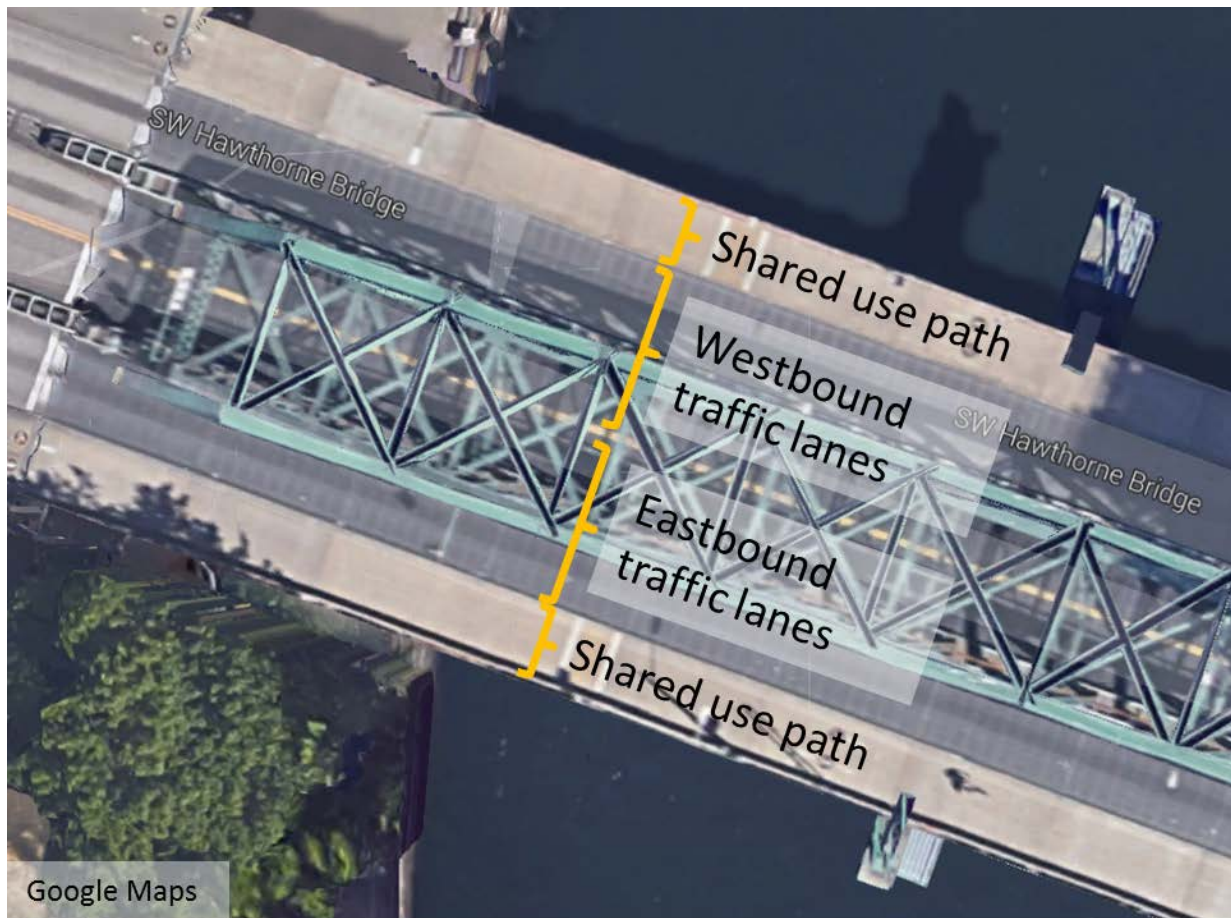 SW Hawthorne Bridge
Shared use path
Westbound
traffic lanes
SW Hawthorne Bridge
Eastbound
traffic lanes
Shared use path
Google Maps